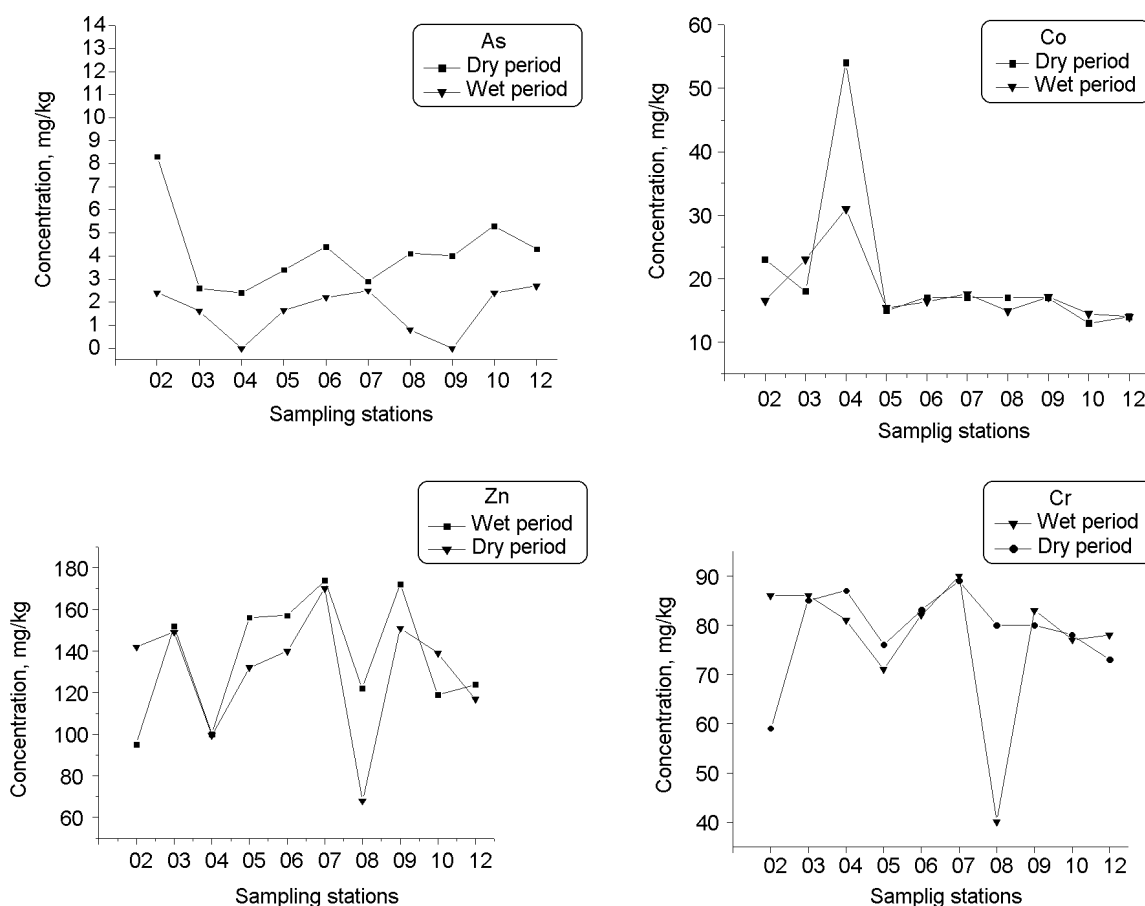 As
Dry period
Wet period
Concentration, mg/kg
14
13
12
11
10
9
8
7
6
5
4
3
2
1
0
02 03 04 05 06 07 08 09 10 12
Sampling stations
Co
Dry period
Wet period
Concentration, mg/kg
60
50
40
30
20
10
02 03 04 05 06 07 08 09 10 12
Samplig stations
Zn
Wet period
Dry period
Concentration, mg/kg
180
160
140
120
100
80
60
02 03 04 05 06 07 08 09 10 12
Sampling stations
Cr
Wet period
Dry period
Concentration, mg/kg
90
80
70
60
50
40
02 03 04 05 06 07 08 09 10 12
Samplig stations